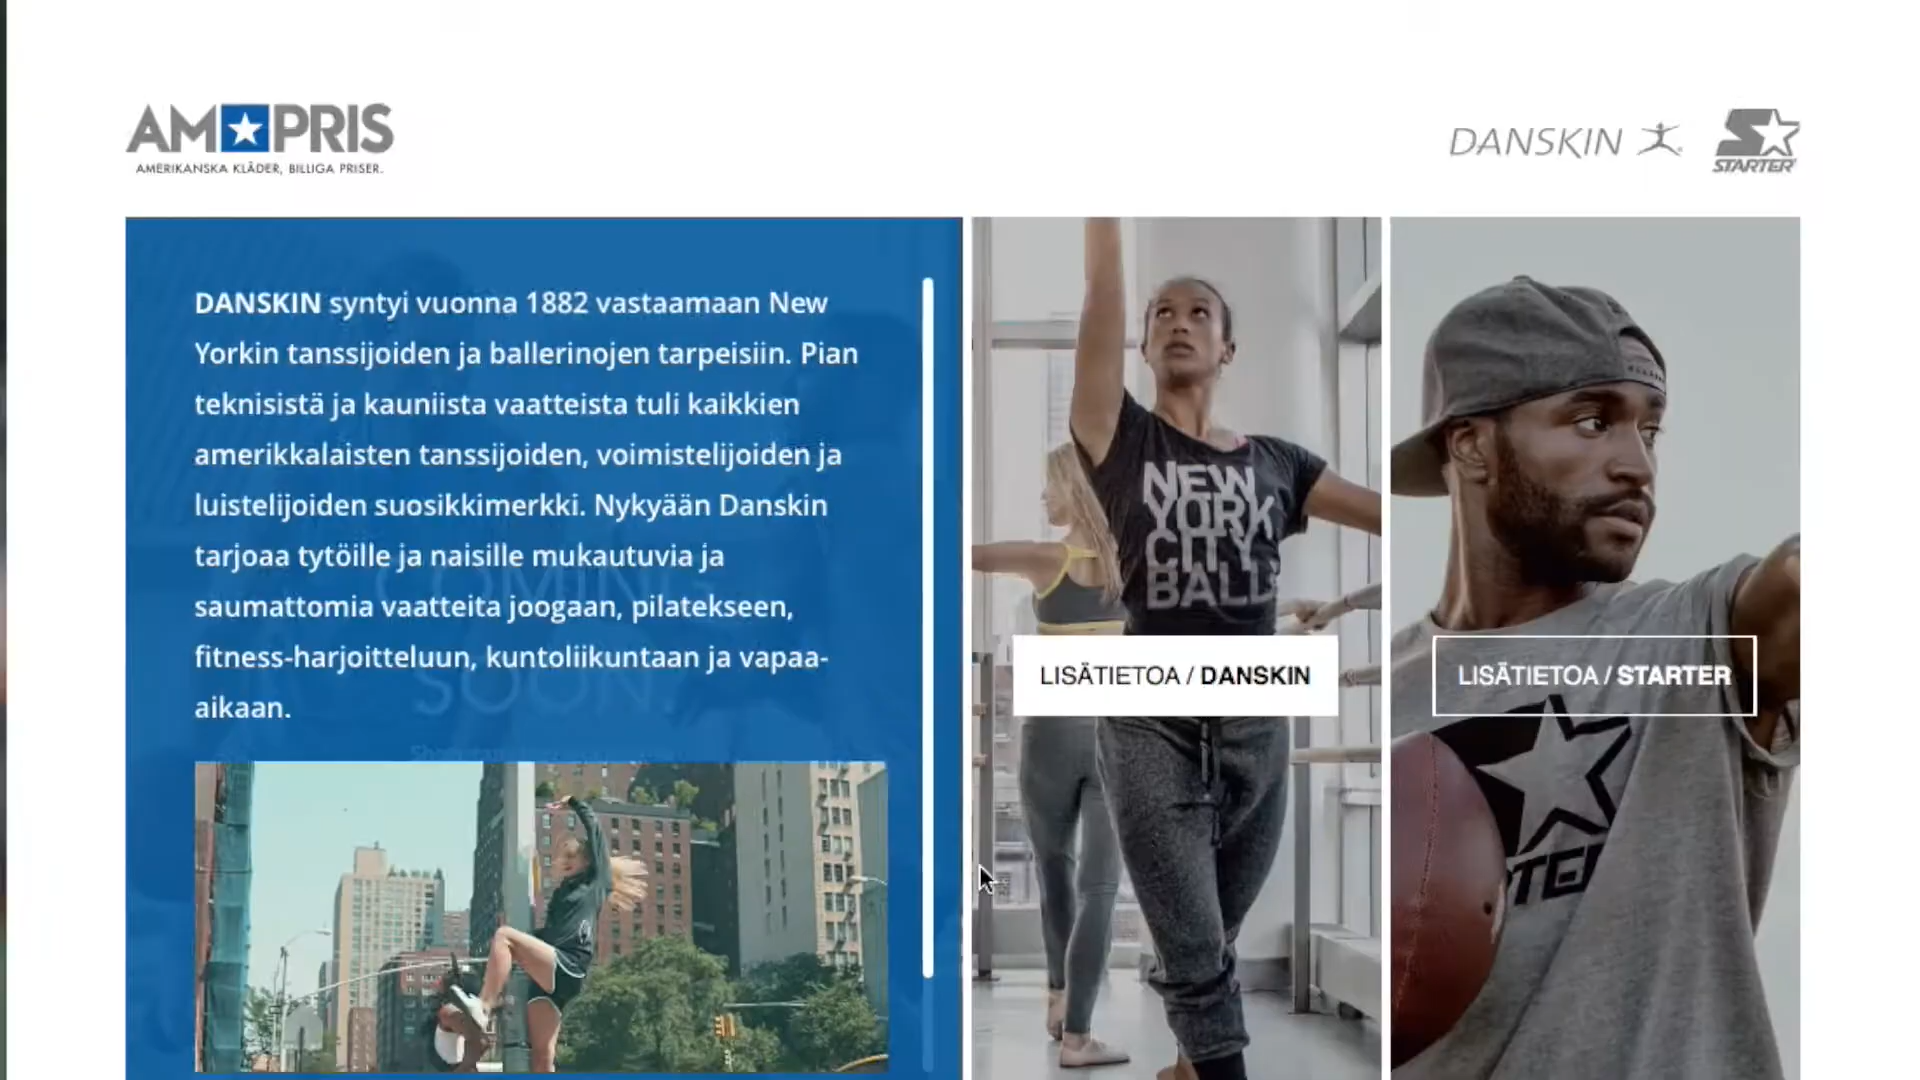 AM PRIS
AMERIKANSKA KLÄDER, BILLIGA PRISER.
DANSKIN
STARTER
DANSKIN syntyi vuonna 1882 vastaamaan New
Yorkin tanssijoiden ja ballerinojen tarpeisiin. Pian
teknisistä ja kauniista vaatteista tuli kaikkien
amerikkalaisten tanssijoiden, voimistelijoiden ja
luistelijoiden suosikkimerkki. Nykyään Danskin
tarjoaa tytöille ja naisille mukautuvia ja
saumattomia vaatteita joogaan, pilatekseen,
fitness-harjoitteluun, kuntoliikuntaan ja vapaa-
aikaan.
COMING
SOON.
NEW
YORK
CITY
BALL
LISÄTIETOA / DANSKIN
LISÄTIETOA / STARTER